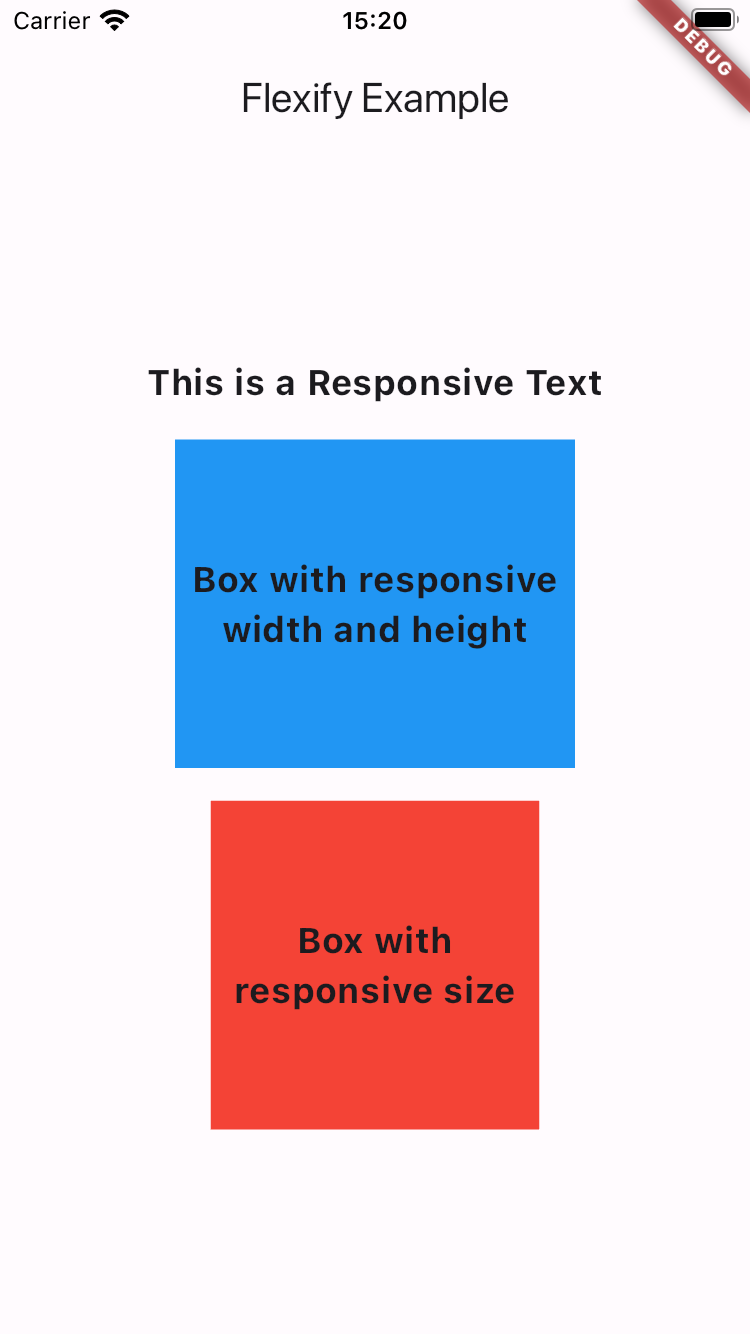 Carrier 15:20
DEBUG
Flexify Example
This is a Responsive Text
Box with responsive
width and height
Box with
responsive size